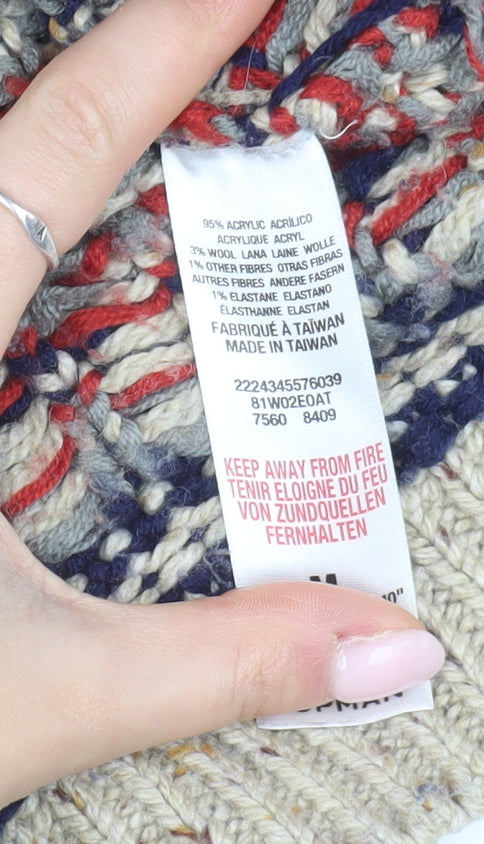 95% ACRYLIC ACRÍLICO
ACRYLIQUE ACRYL
3% WOOL LANA LAINE WOLLE
1% OTHER FIBRES OTRAS FIBRAS
AUTRES FIBRES ANDERE FASERN
1% ELASTANE ELASTANO
ÉLASTHANNE ELASTAN
FABRIQUÉ À TAÏWAN
MADE IN TAIWAN
2224345576039
81W02EOAT
7560 8409
KEEP AWAY FROM FIRE
TENIR ELOIGNE DU FEU
VON ZUNDQUELLEN
FERNHALTEN
M